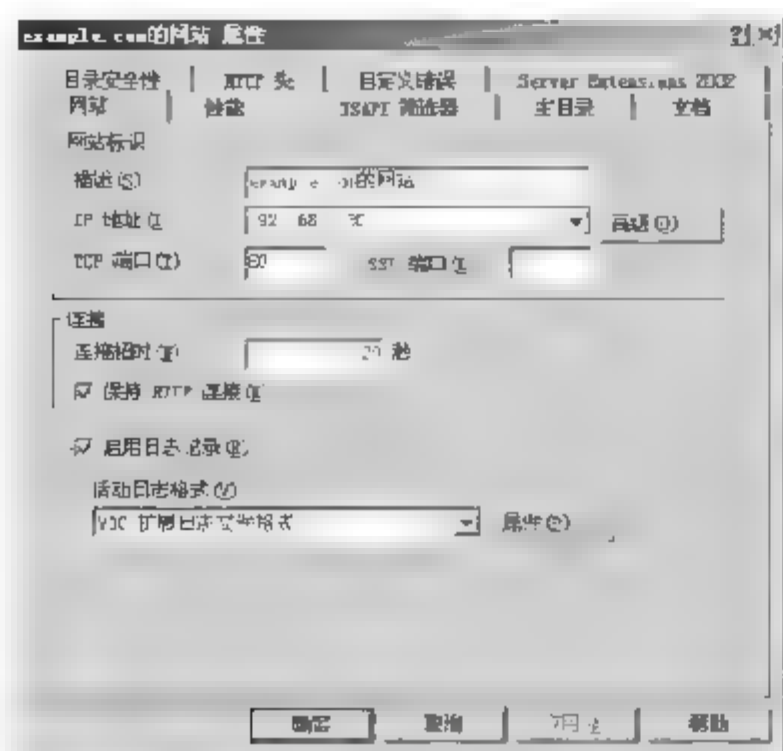 example.com的网站 属性
目录安全性 HTTP 头 自定义错误 Server Extensions 2002
网站 性能 ISAPI 筛选器 主目录 文档
网站标识
描述(S)
的网站
IP 地址(I
高级(D)
TCP 端口(T) 80 SSL 端口(L
连接
连接超时(N) 秒
保持 HTTP 连接(K
启用日志记录(R)
活动日志格式(V)
W3C 扩展日志文件格式 属性(P)
确定 取消 应用(A 帮助